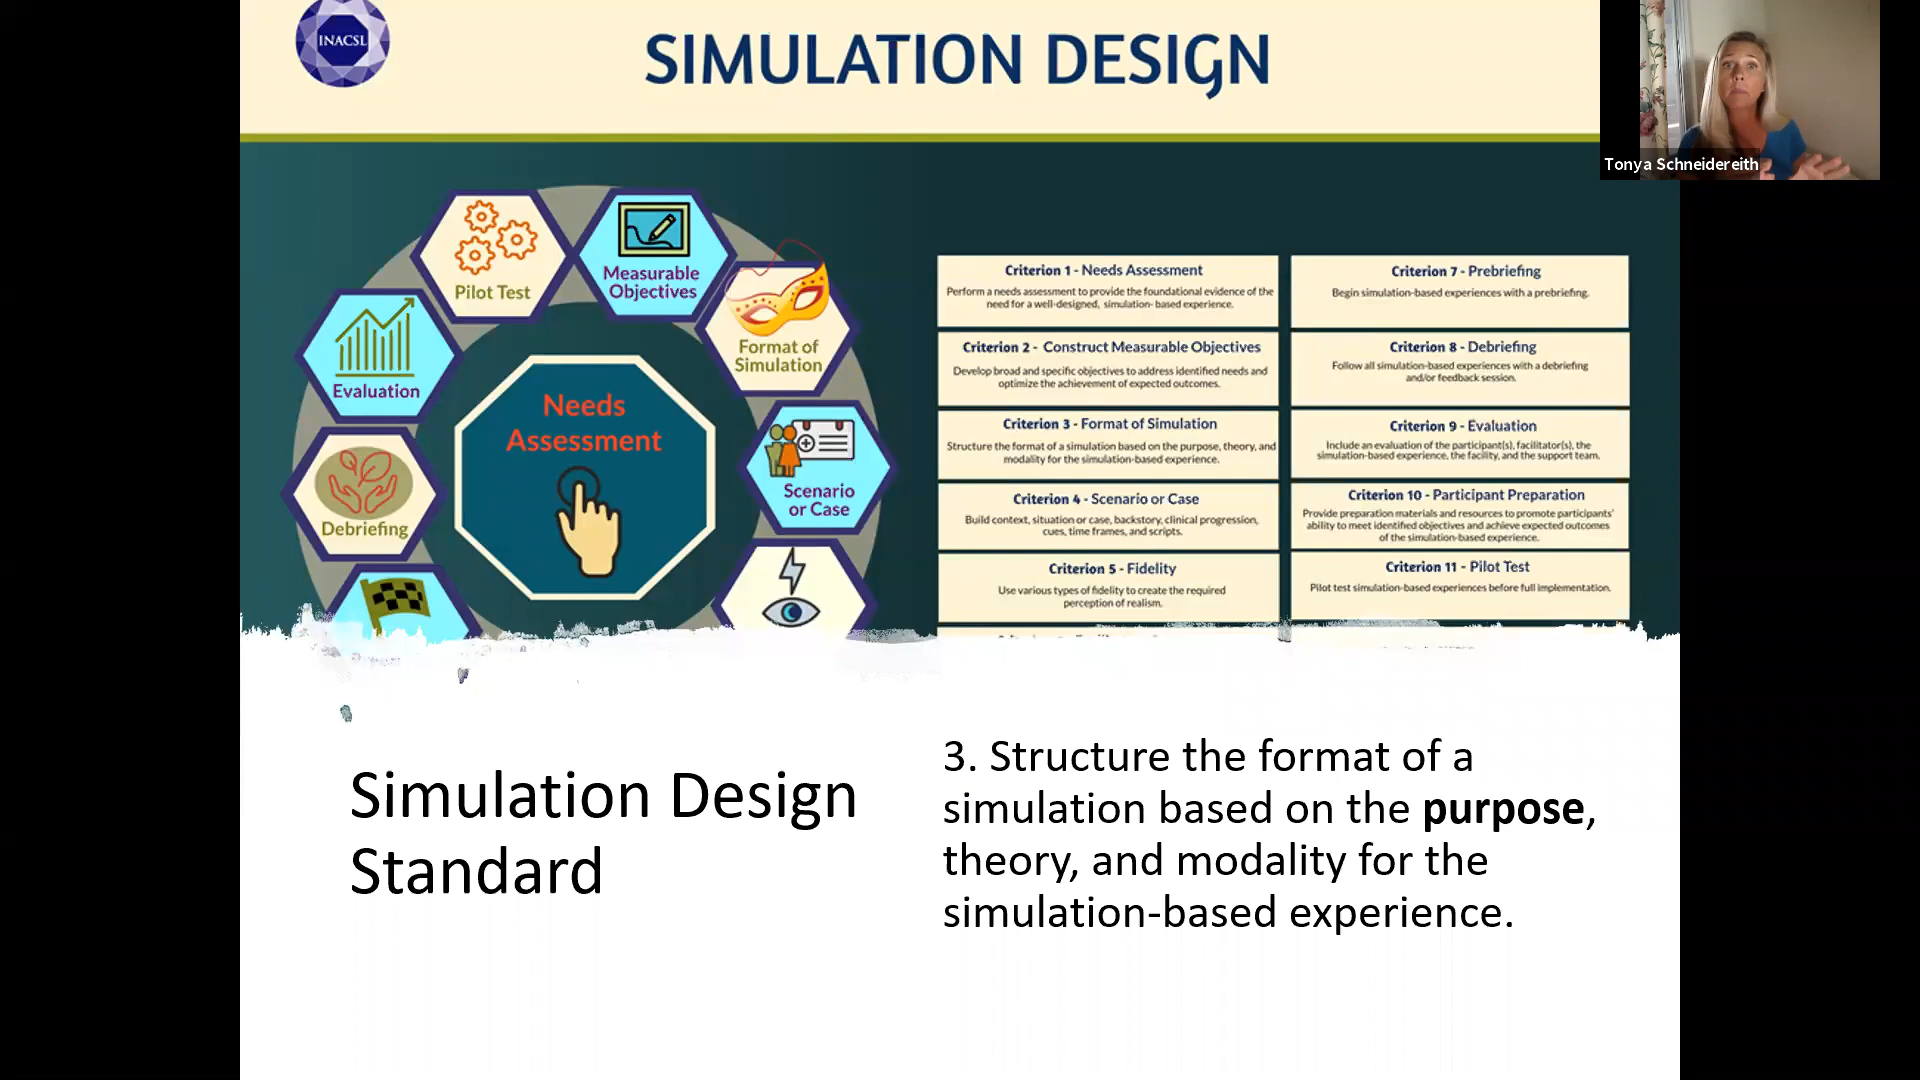 INACSL
SIMULATION DESIGN
Tonya Schneidereith
Pilot Test
Measurable
Objectives
Format of
Simulation
Evaluation
Needs
Assessment
Scenario
or Case
Debriefing
Criterion 1 - Needs Assessment
Perform a needs assessment to provide the foundational evidence of the
need for a well-designed, simulation- based experience.
Criterion 2 - Construct Measurable Objectives
Develop broad and specific objectives to address identified needs and
optimize the achievement of expected outcomes.
Criterion 3 - Format of Simulation
Structure the format of a simulation based on the purpose, theory, and
modality for the simulation-based experience.
Criterion 4 - Scenario or Case
Build context, situation or case, backstory, clinical progression,
cues, time frames, and scripts.
Criterion 5 - Fidelity
Use various types of fidelity to create the required
perception of realism.
Criterion 7 - Prebriefing
Begin simulation-based experiences with a prebriefing.
Criterion 8 - Debriefing
Follow all simulation-based experiences with a debriefing
and/or feedback session.
Criterion 9 - Evaluation
Include an evaluation of the participant(s), facilitator(s), the
simulation-based experience, the facility, and the support team.
Criterion 10 - Participant Preparation
Provide preparation materials and resources to promote participants'
ability to meet identified objectives and achieve expected outcomes
of the simulation-based experience.
Criterion 11 - Pilot Test
Pilot test simulation-based experiences before full implementation.
Simulation Design
Standard
3. Structure the format of a
simulation based on the purpose,
theory, and modality for the
simulation-based experience.